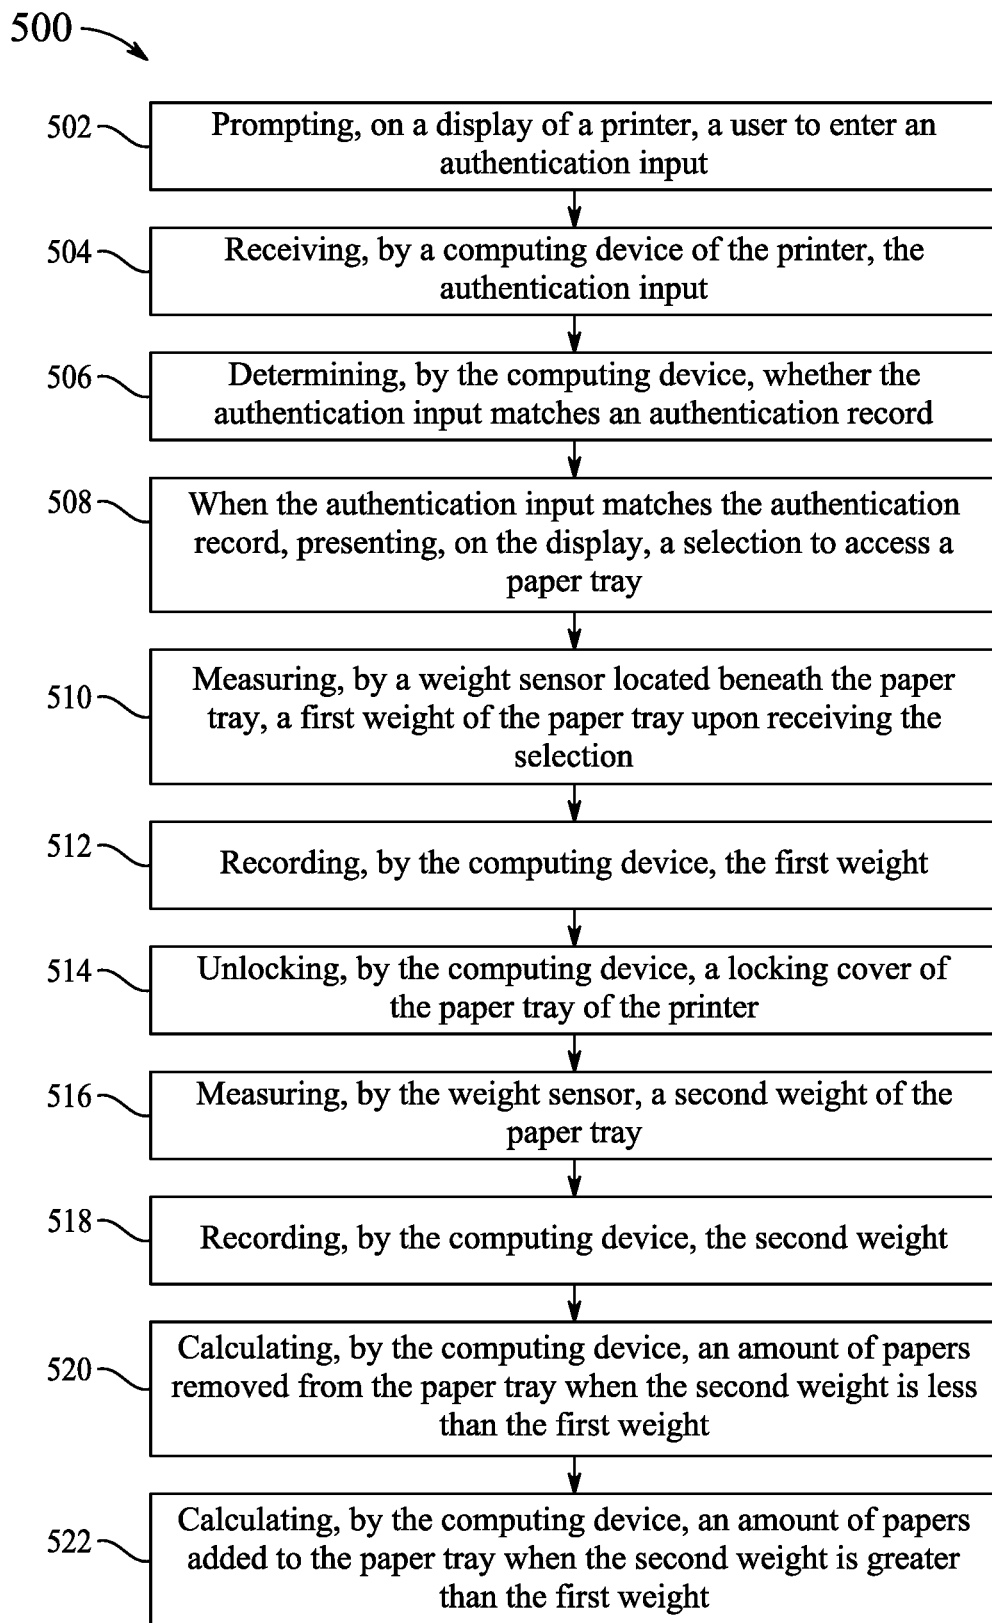 500
502
Prompting, on a display of a printer, a user to enter an
authentication input
504
Receiving, by a computing device of the printer, the
authentication input
506
Determining, by the computing device, whether the
authentication input matches an authentication record
508
When the authentication input matches the authentication
record, presenting, on the display, a selection to access a
paper tray
510
Measuring, by a weight sensor located beneath the paper
tray, a first weight of the paper tray upon receiving the
selection
512
Recording, by the computing device, the first weight
514
Unlocking, by the computing device, a locking cover of
the paper tray of the printer
516
Measuring, by the weight sensor, a second weight of the
paper tray
518
Recording, by the computing device, the second weight
520
Calculating, by the computing device, an amount of papers
removed from the paper tray when the second weight is less
than the first weight
522
Calculating, by the computing device, an amount of papers
added to the paper tray when the second weight is greater
than the first weight